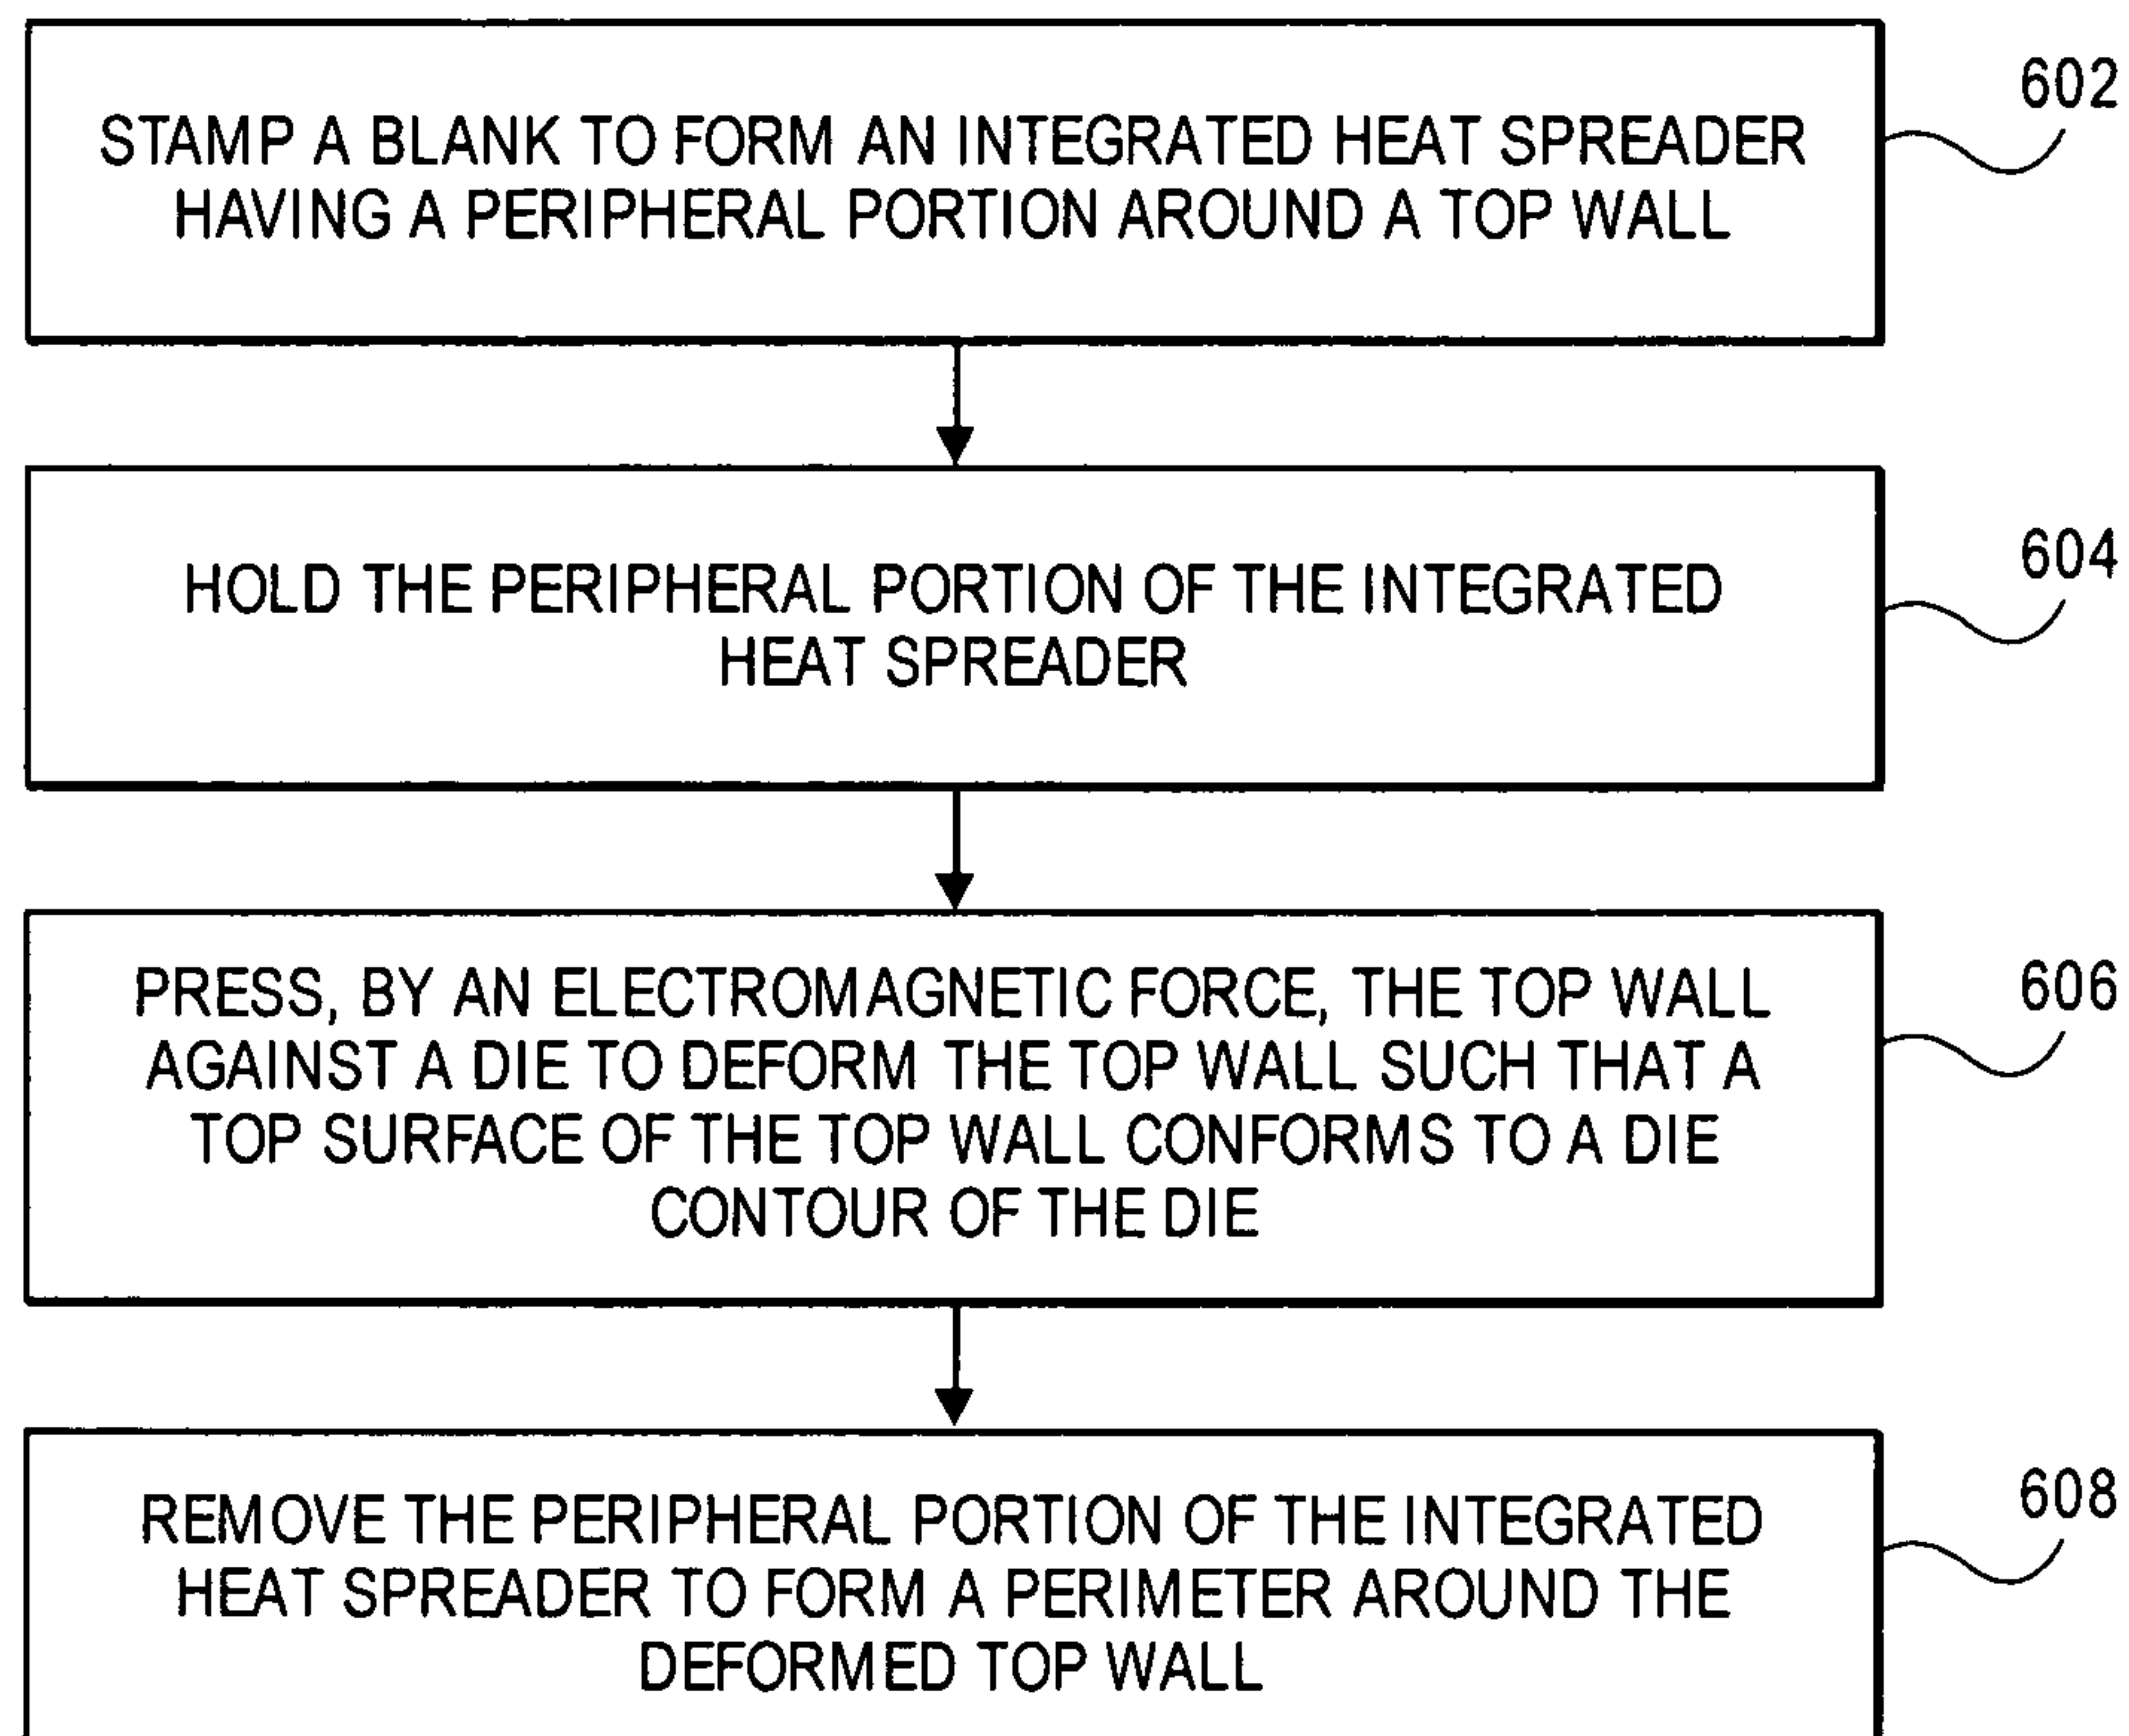 STAMP A BLANK TO FORM AN INTEGRATED HEAT SPREADER
HAVING A PERIPHERAL PORTION AROUND A TOP WALL
602
HOLD THE PERIPHERAL PORTION OF THE INTEGRATED
HEAT SPREADER
604
PRESS, BY AN ELECTROMAGNETIC FORCE, THE TOP WALL
AGAINST A DIE TO DEFORM THE TOP WALL SUCH THAT A
TOP SURFACE OF THE TOP WALL CONFORMS TO A DIE
CONTOUR OF THE DIE
606
REMOVE THE PERIPHERAL PORTION OF THE INTEGRATED
HEAT SPREADER TO FORM A PERIMETER AROUND THE
DEFORMED TOP WALL
608